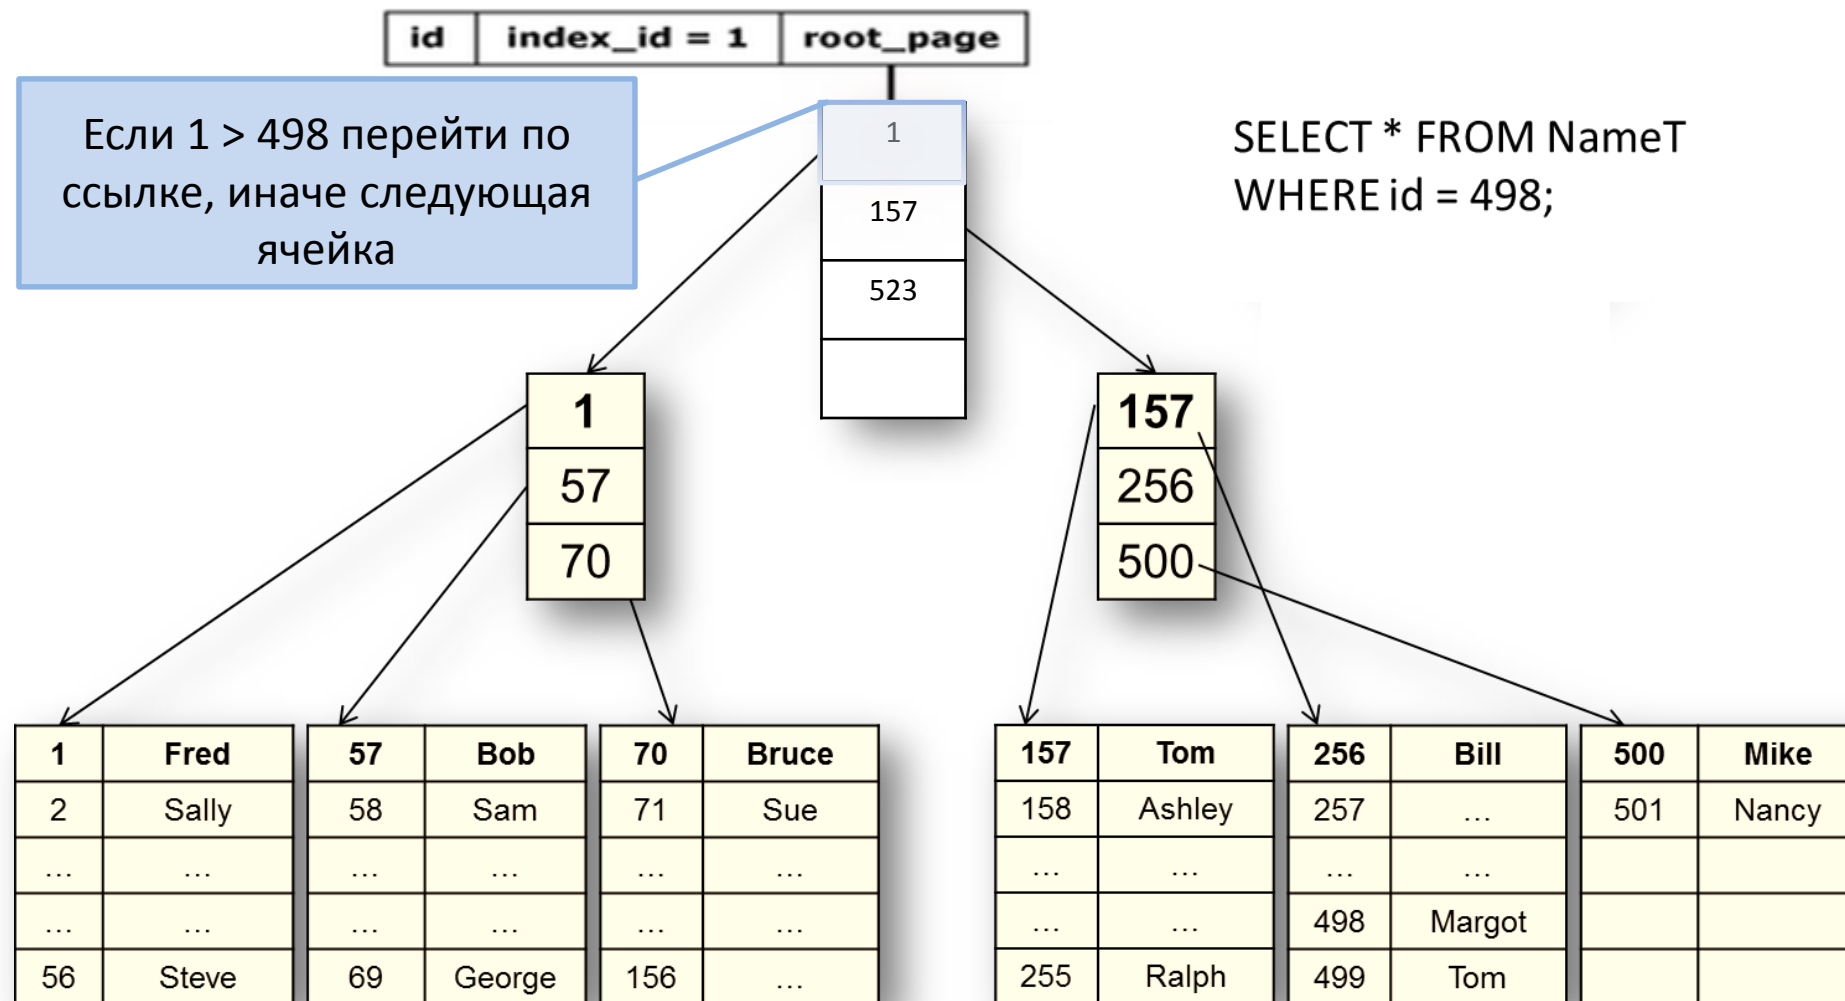 id index_id = 1 root_page
Если 1 > 498 перейти по
ссылке, иначе следующая
ячейка
1
157
523
SELECT * FROM NameT
WHERE id = 498;
1
57
70
157
256
500
1 Fred
2 Sally
... ...
... ...
56 Steve
57 Bob
58 Sam
... ...
... ...
69 George
70 Bruce
71 Sue
... ...
... ...
156 ...
157 Tom
158 Ashley
... ...
... ...
255 Ralph
256 Bill
257 ...
... ...
498 Margot
499 Tom
500 Mike
501 Nancy